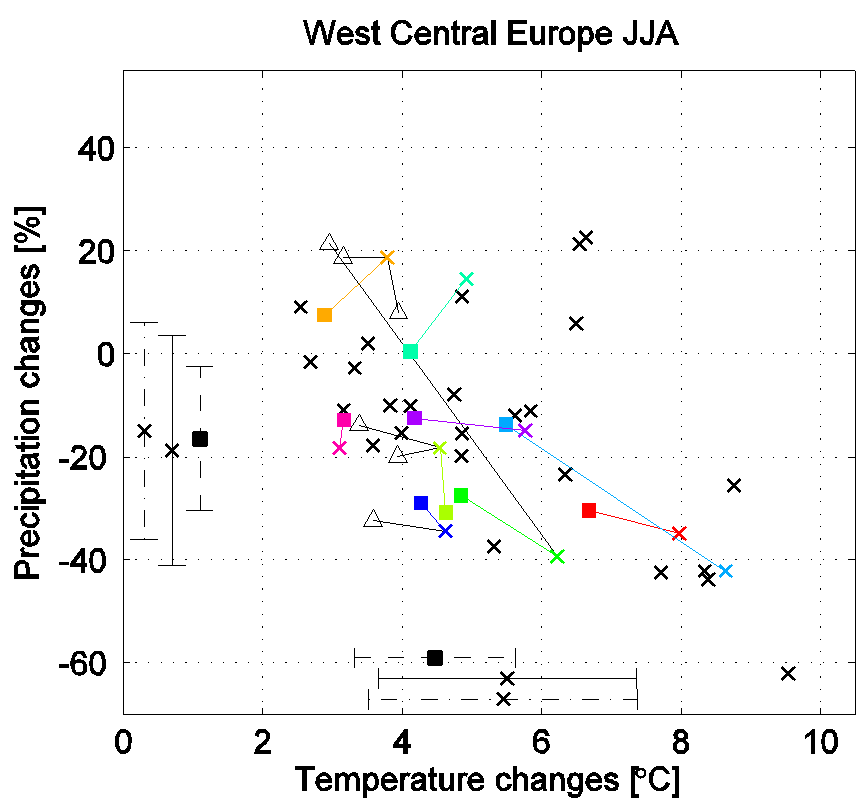 West Central Europe JJA
Precipitation changes [%]
40
20
0
-20
-40
-60
0 2 4 6 8 10
Temperature changes [°C]